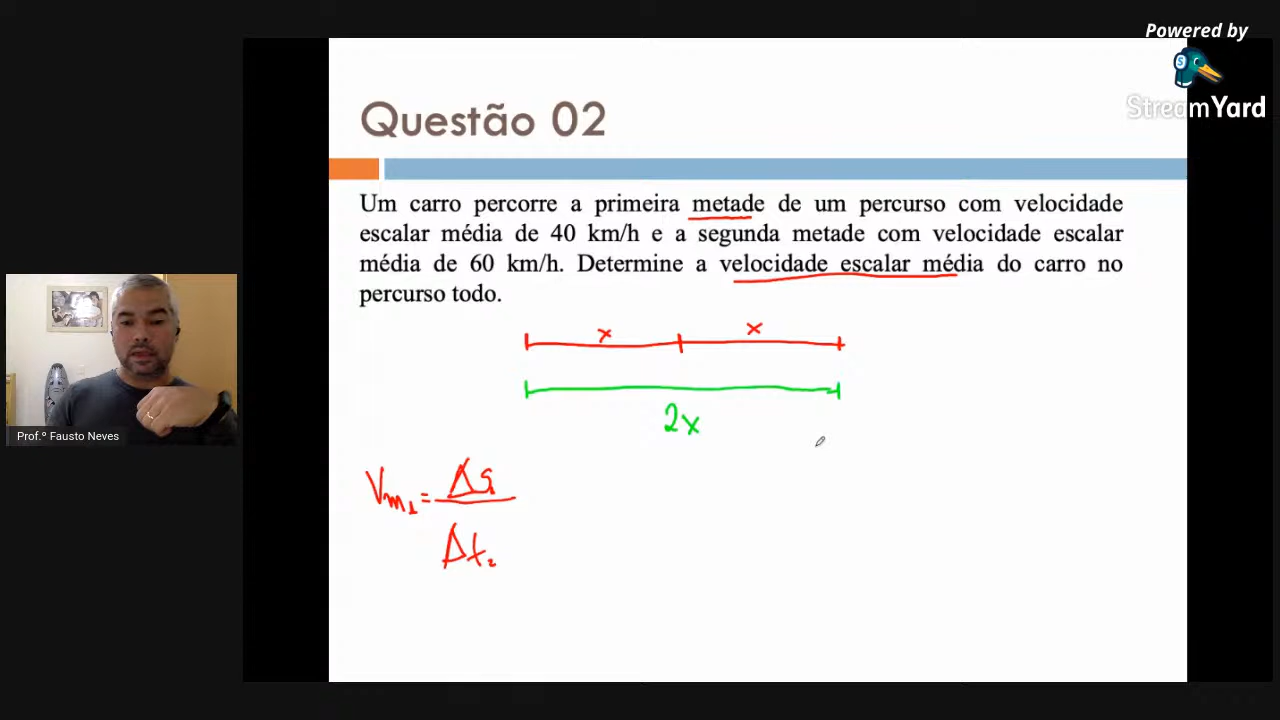 Powered by
StreamYard
Questão 02
Um carro percorre a primeira metade de um percurso com velocidade
escalar média de 40 km/h e a segunda metade com velocidade escalar
média de 60 km/h. Determine a velocidade escalar média do carro no
percurso todo.
x x
2x
Vm1 = ΔS
Δt
Prof.º Fausto Neves